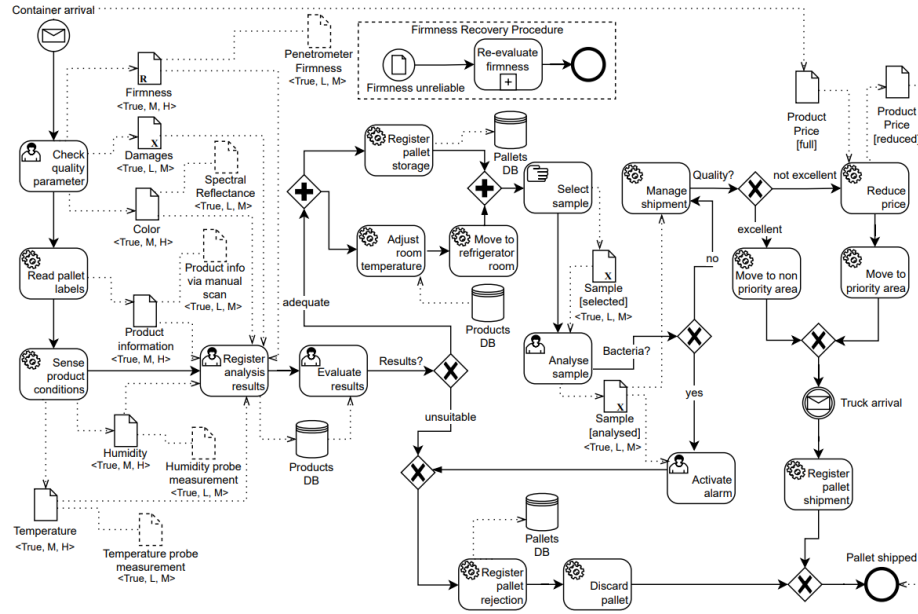 Container arrival
Firmness Recovery Procedure
Firmness unreliable
Re-evaluate
firmness
Penetrometer
Firmness
<True, L, M>
R
Firmness
<True, M, H>
X
Damages
<True, L, M>
Spectral
Reflectance
<True, L, M>
Color
<True, M, H>
Check
quality
parameter
Read pallet
labels
Product info
via manual
scan
<True, L, M>
Product
information
<True, M, H>
Sense
product
conditions
Register
analysis
results
Evaluate
results
Results?
adequate
unsuitable
Humidity
<True, M, H>
Humidity probe
measurement
<True, L, M>
Products
DB
Temperature
<True, M, H>
Temperature probe
measurement
<True, L, M>
Register
pallet
storage
Pallets
DB
Adjust
room
temperature
Move to
refrigerator
room
Products
DB
Select
sample
X
Sample
[selected]
<True, L, M>
Analyse
sample
Bacteria?
no
yes
X
Sample
[analysed]
<True, L, M>
Activate
alarm
Manage
shipment
Quality?
not excellent
excellent
Product
Price
[full]
Product
Price
[reduced]
Reduce
price
Move to non
priority area
Move to
priority area
Truck arrival
Register
pallet
shipment
Pallets
DB
Register
pallet
rejection
Discard
pallet
Pallet shipped